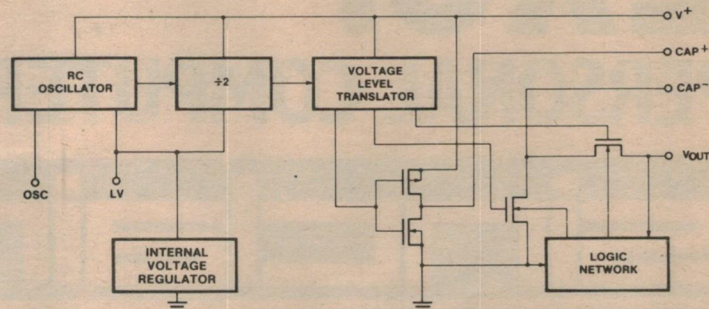 V+
CAP+
CAP−
VOUT
RC
OSCILLATOR
÷2
VOLTAGE
LEVEL
TRANSLATOR
OSC
LV
INTERNAL
VOLTAGE
REGULATOR
LOGIC
NETWORK